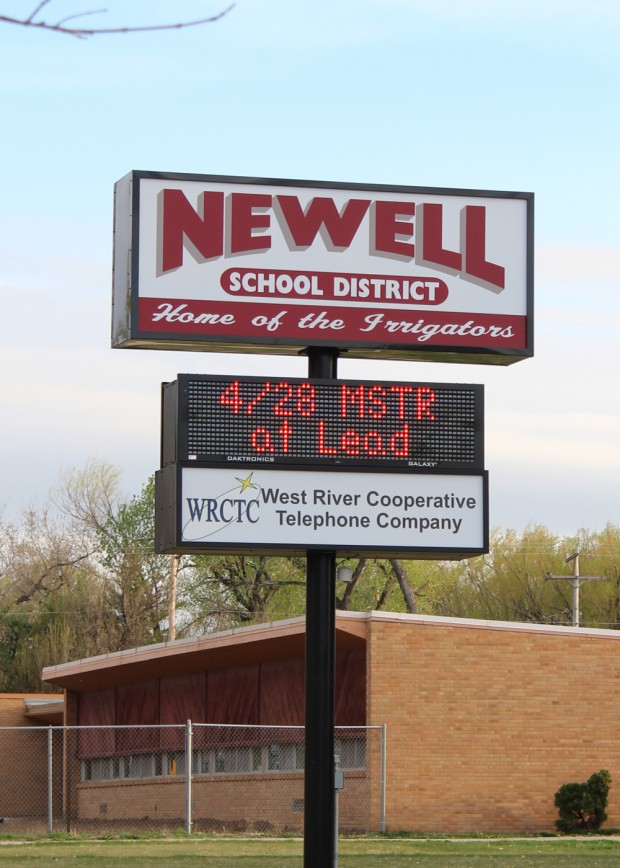 NEWELL
SCHOOL DISTRICT
Home of the Irrigators
4/28 MSTR
at Lead
DAKTRONICS GALAXY
WRCTC West River Cooperative
Telephone Company